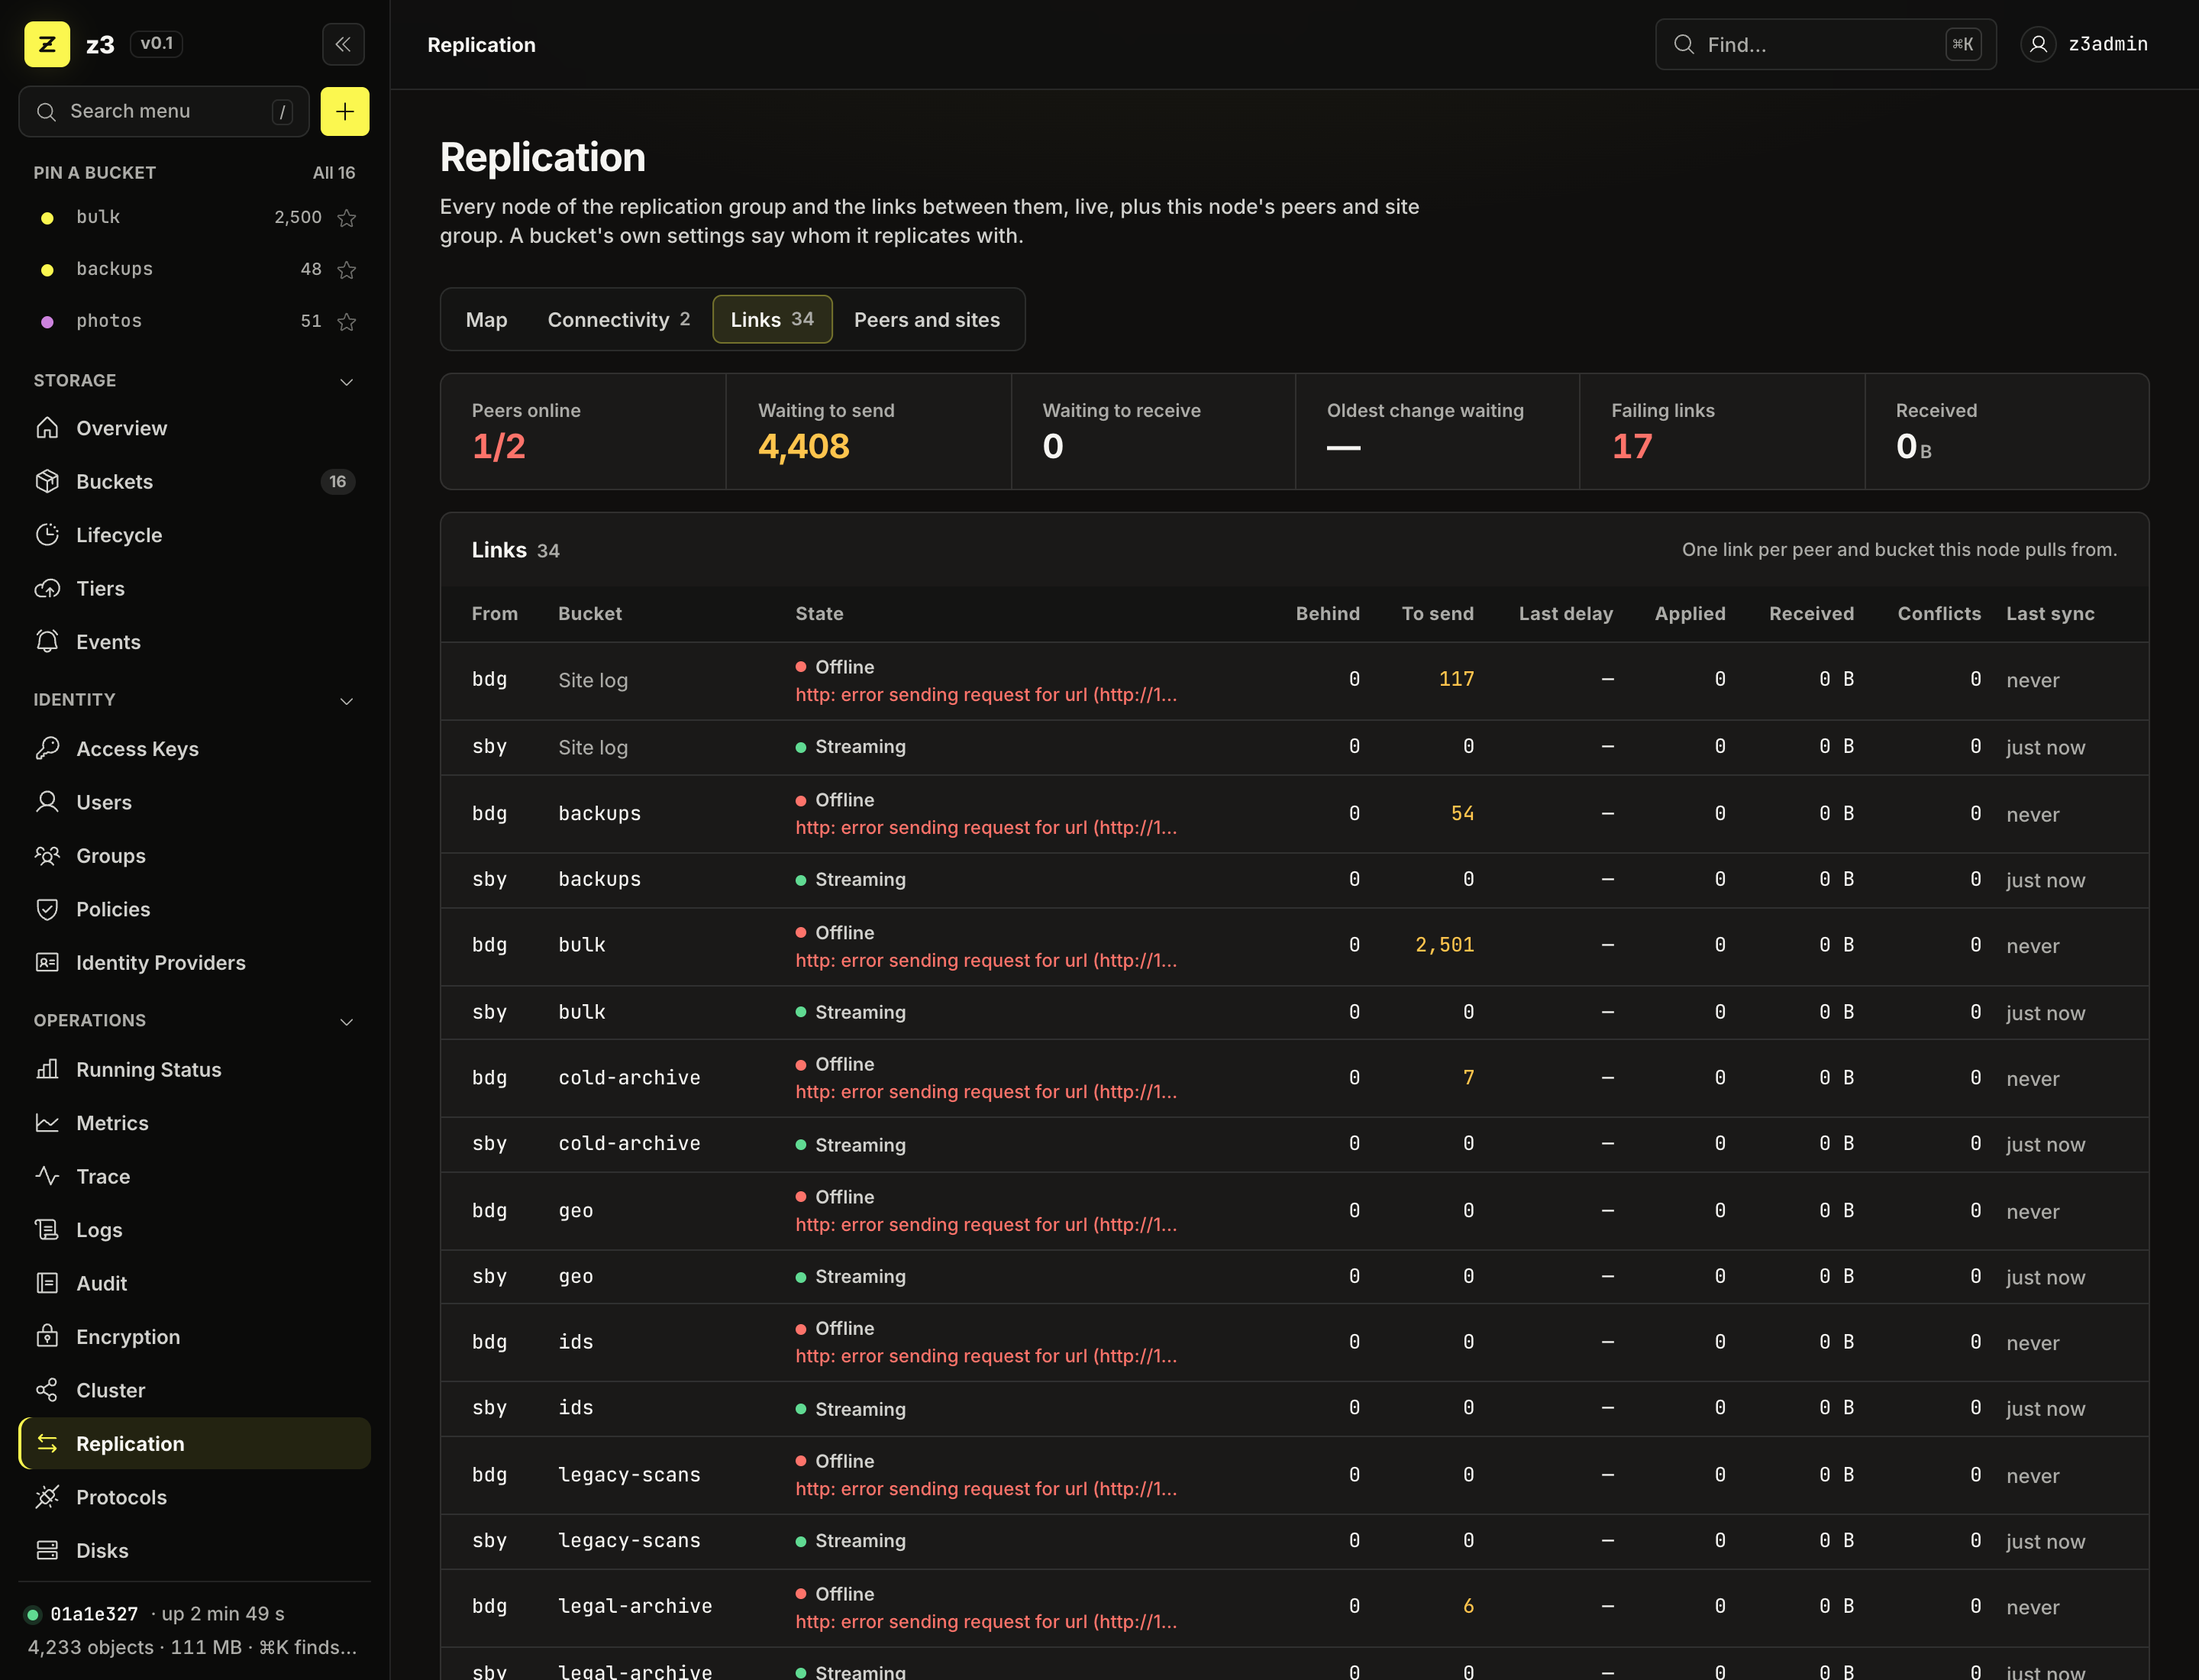 z3 v0.1
Search menu /
PIN A BUCKET All 16
bulk 2,500
backups 48
photos 51
STORAGE
Overview
Buckets 16
Lifecycle
Tiers
Events
IDENTITY
Access Keys
Users
Groups
Policies
Identity Providers
OPERATIONS
Running Status
Metrics
Trace
Logs
Audit
Encryption
Cluster
Replication
Protocols
Disks
01a1e327 · up 2 min 49 s
4,233 objects · 111 MB · ⌘K finds...
Replication
Find... ⌘K
z3admin
Replication
Every node of the replication group and the links between them, live, plus this node's peers and site
group. A bucket's own settings say whom it replicates with.
Map Connectivity 2 Links 34 Peers and sites
Peers online Waiting to send Waiting to receive Oldest change waiting Failing links Received
1/2 4,408 0 — 17 0 B
Links 34 One link per peer and bucket this node pulls from.
From Bucket State Behind To send Last delay Applied Received Conflicts Last sync
bdg Site log Offline 0 117 — 0 0 B 0 never
http: error sending request for url (http://1...
sby Site log Streaming 0 0 — 0 0 B 0 just now
bdg backups Offline 0 54 — 0 0 B 0 never
http: error sending request for url (http://1...
sby backups Streaming 0 0 — 0 0 B 0 just now
bdg bulk Offline 0 2,501 — 0 0 B 0 never
http: error sending request for url (http://1...
sby bulk Streaming 0 0 — 0 0 B 0 just now
bdg cold-archive Offline 0 7 — 0 0 B 0 never
http: error sending request for url (http://1...
sby cold-archive Streaming 0 0 — 0 0 B 0 just now
bdg geo Offline 0 0 — 0 0 B 0 never
http: error sending request for url (http://1...
sby geo Streaming 0 0 — 0 0 B 0 just now
bdg ids Offline 0 0 — 0 0 B 0 never
http: error sending request for url (http://1...
sby ids Streaming 0 0 — 0 0 B 0 just now
bdg legacy-scans Offline 0 0 — 0 0 B 0 never
http: error sending request for url (http://1...
sby legacy-scans Streaming 0 0 — 0 0 B 0 just now
bdg legal-archive Offline 0 6 — 0 0 B 0 never
http: error sending request for url (http://1...
sby legal-archive Streaming 0 0 — 0 0 B 0 just now